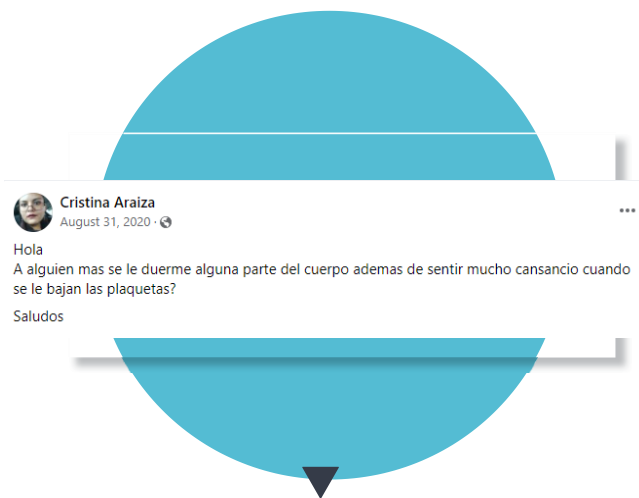 Cristina Araiza
August 31, 2020 ·
Hola
A alguien mas se le duerme alguna parte del cuerpo ademas de sentir mucho cansancio cuando
se le bajan las plaquetas?
Saludos